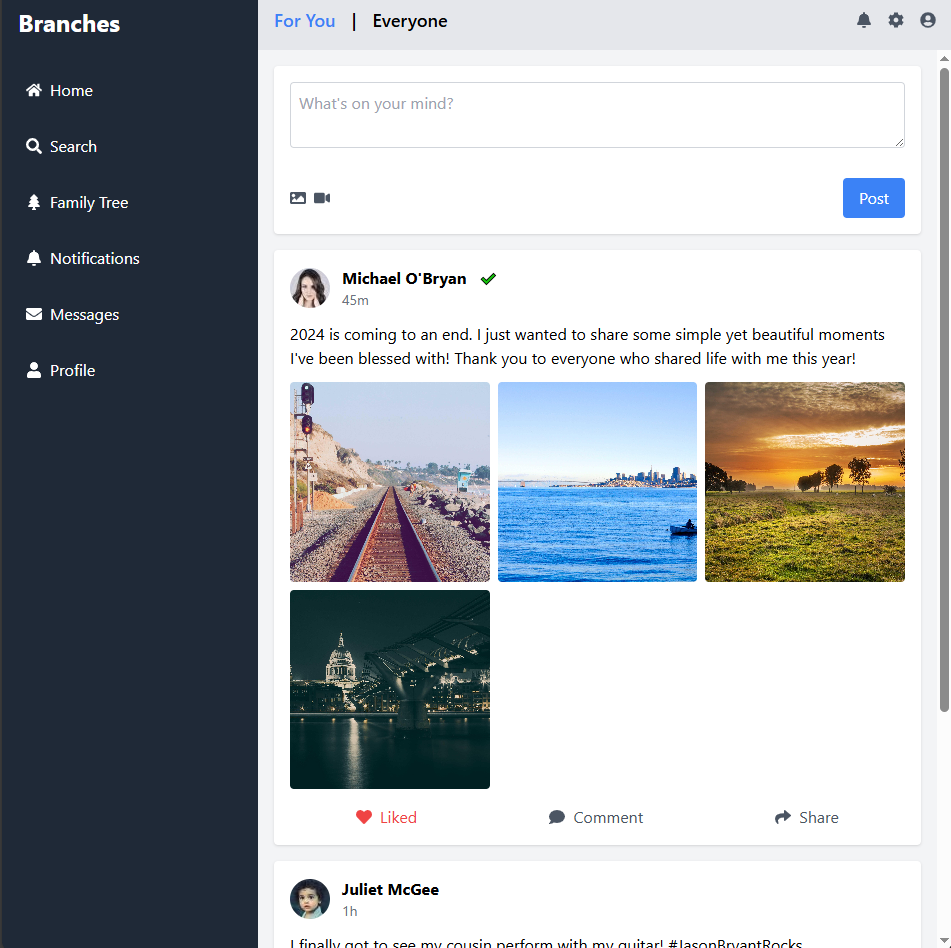 Branches
Home
Search
Family Tree
Notifications
Messages
Profile
For You | Everyone
What's on your mind?
Post
Michael O'Bryan
45m
2024 is coming to an end. I just wanted to share some simple yet beautiful moments
I've been blessed with! Thank you to everyone who shared life with me this year!
Liked
Comment
Share
Juliet McGee
1h
I finally got to see my cousin perform with my guitar! #JasonBryantRocks